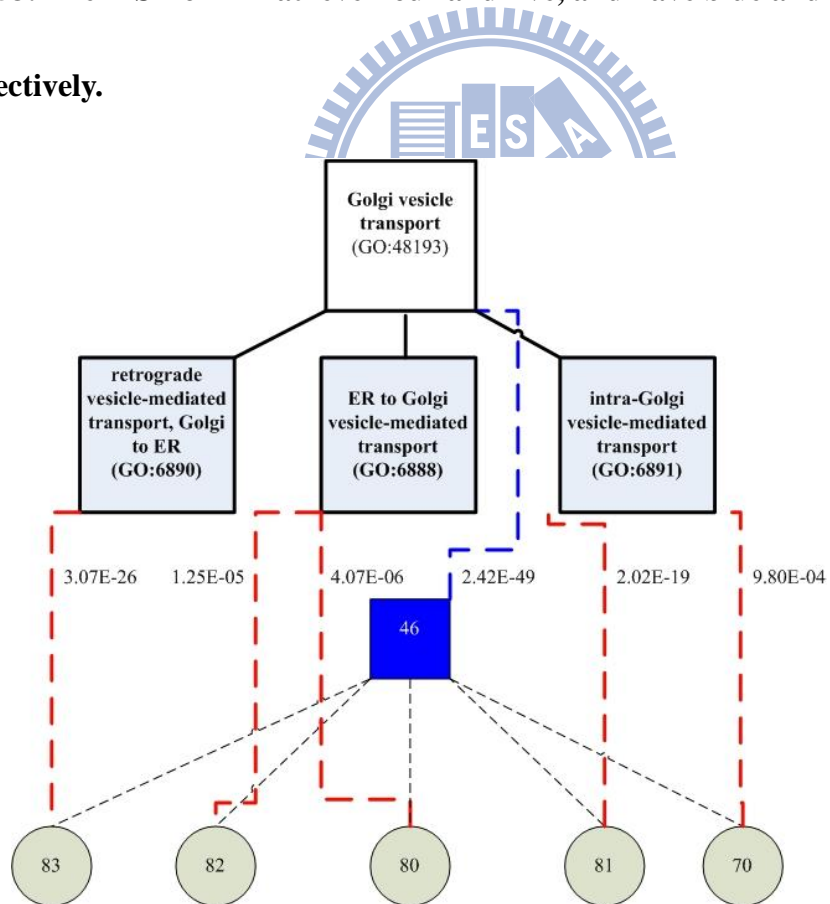 ectively.
E S A
Golgi vesicle
transport
(GO:48193)
retrograde
vesicle-mediated
transport, Golgi
to ER
(GO:6890)
ER to Golgi
vesicle-mediated
transport
(GO:6888)
intra-Golgi
vesicle-mediated
transport
(GO:6891)
3.07E-26 1.25E-05 4.07E-06 2.42E-49 2.02E-19 9.80E-04
46
83 82 80 81 70